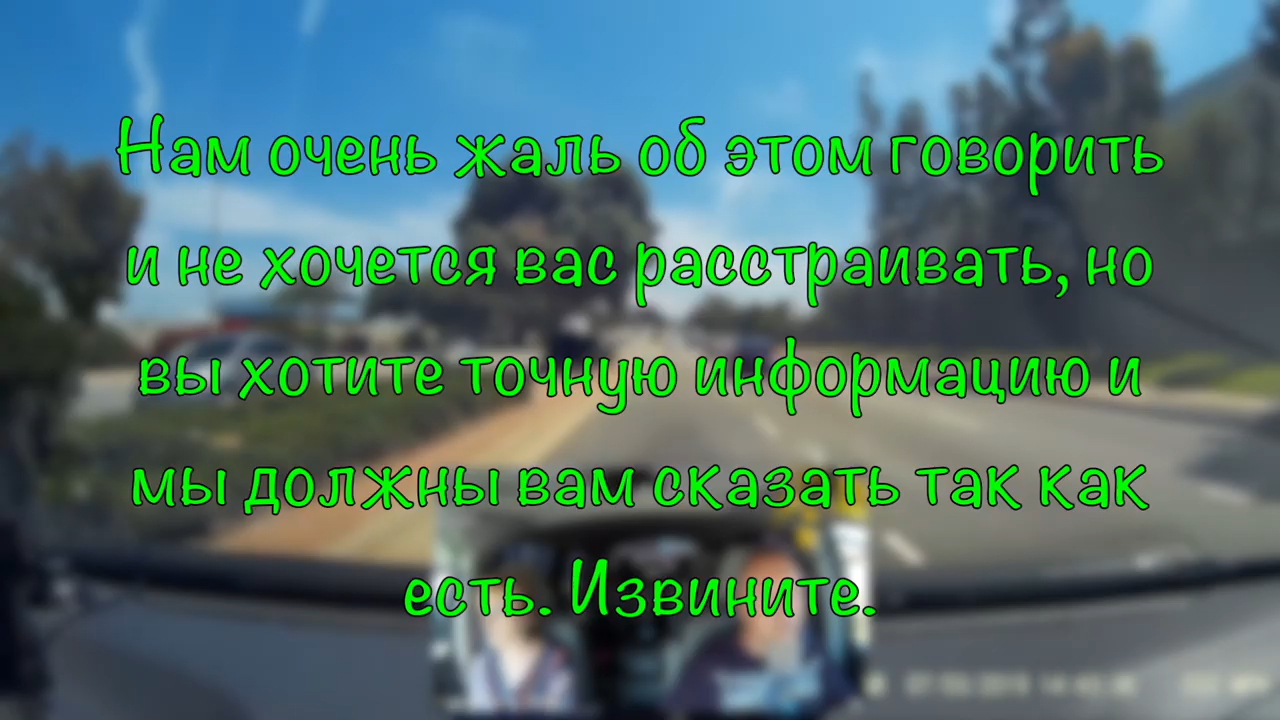 Нам очень жаль об этом говорить
и не хочется вас расстраивать, но
вы хотите точную информацию и
мы должны вам сказать так как
есть. Извините.